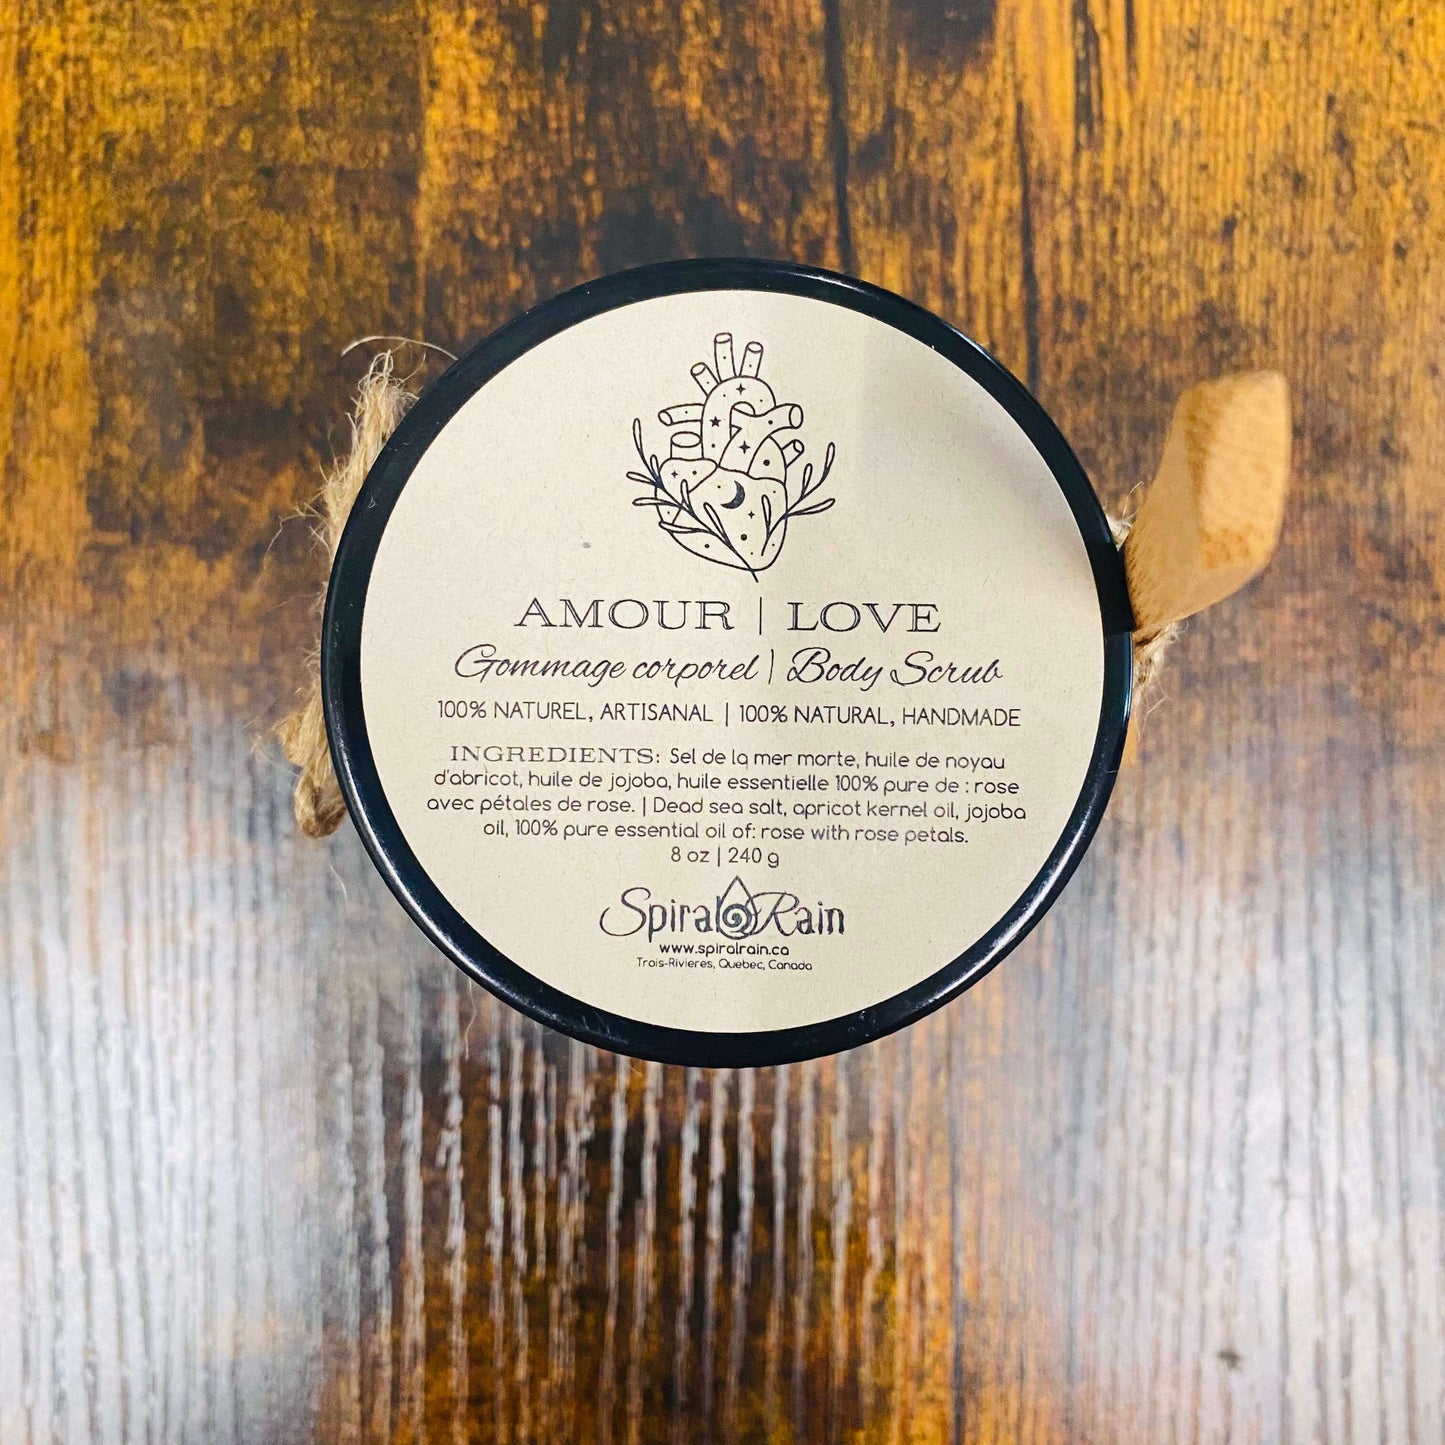 AMOUR | LOVE
Gommage corporel | Body Scrub
100% NATUREL, ARTISANAL | 100% NATURAL, HANDMADE
INGREDIENTS: Sel de la mer morte, huile de noyau
d'abricot, huile de jojoba, huile essentielle 100% pure de : rose
avec pétales de rose. | Dead sea salt, apricot kernel oil, jojoba
oil, 100% pure essential oil of: rose with rose petals.
8 oz | 240 g
Spiral Rain
www.spiralrain.ca
Trois-Rivieres, Quebec, Canada